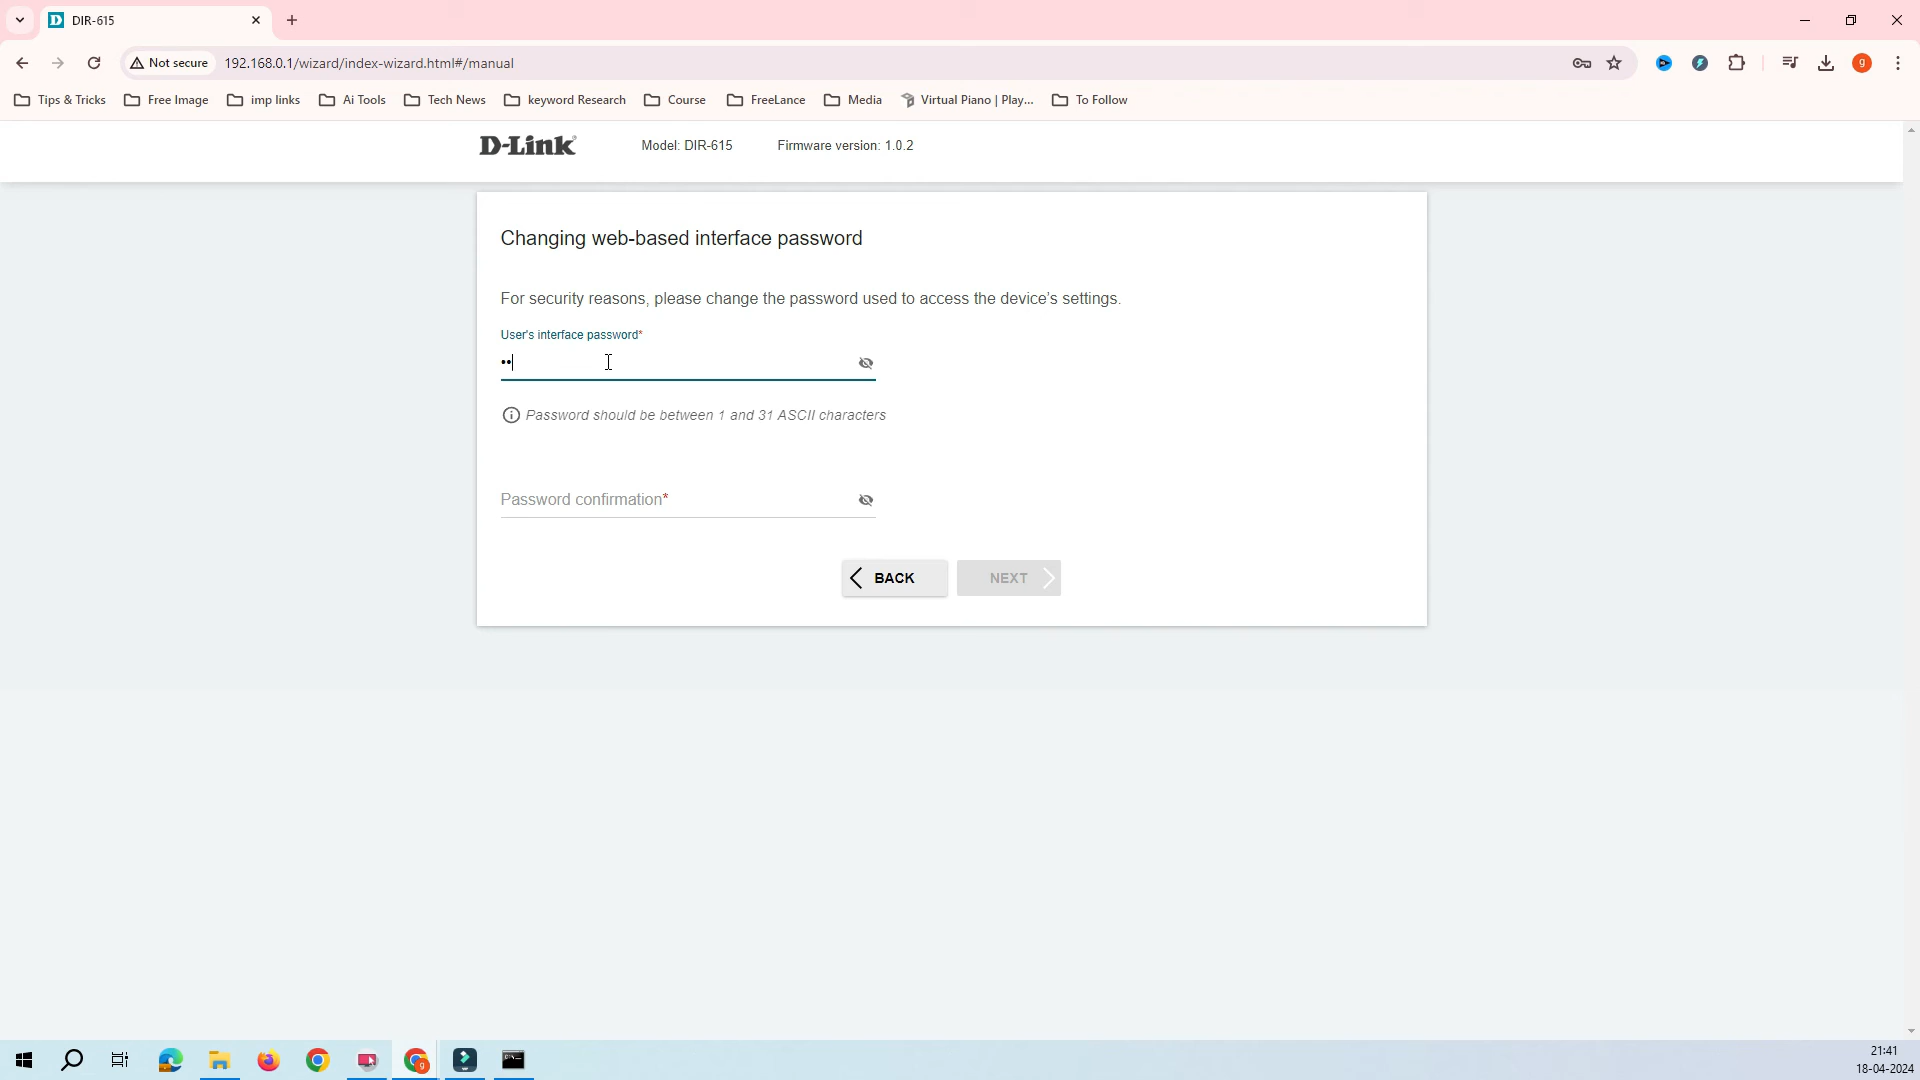 DIR-615
Not secure 192.168.0.1/wizard/index-wizard.html#/manual g
Tips & Tricks Free Image imp links Ai Tools Tech News keyword Research Course FreeLance Media Virtual Piano | Play... To Follow
D-Link Model: DIR-615 Firmware version: 1.0.2
Changing web-based interface password
For security reasons, please change the password used to access the device's settings.
User's interface password*
••
Password should be between 1 and 31 ASCII characters
Password confirmation*
BACK NEXT
21:41
18-04-2024